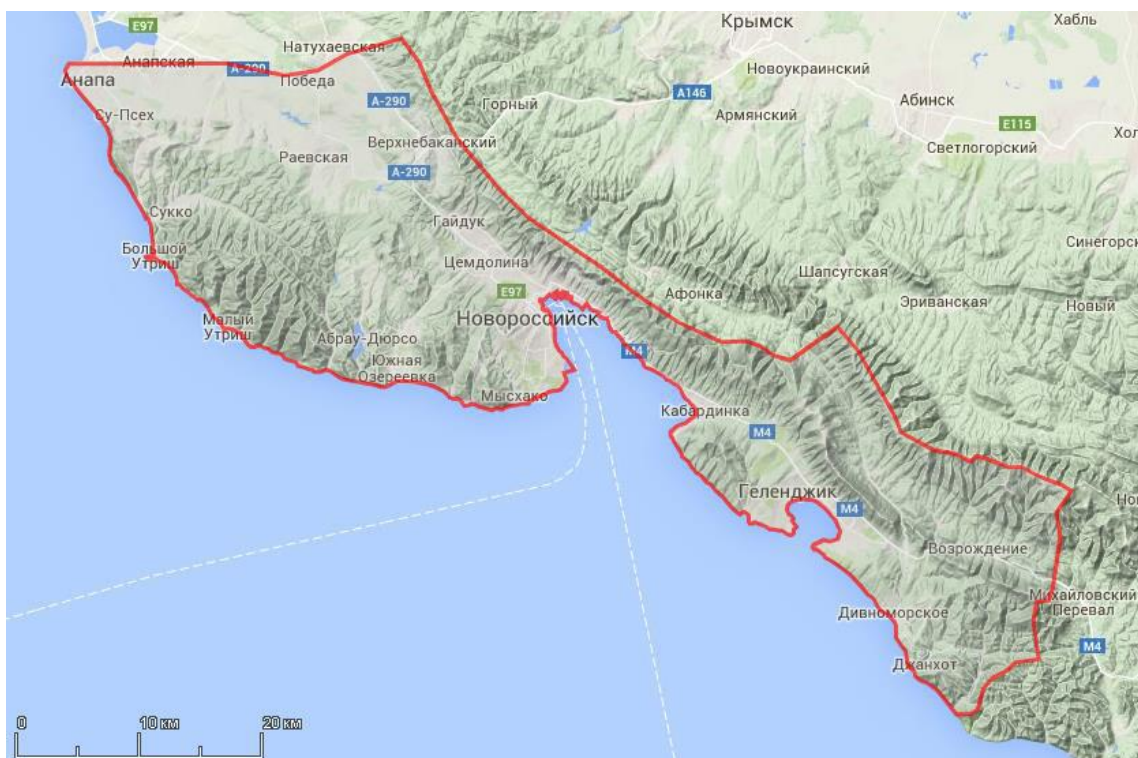 Крымск
Хабль
E97
Натухаевская
Анапская
Анапа
А-290
Победа
Новоукраинский
А-290
Горный
A146
Абинск
Су-Псех
Армянский
E115
Верхнебаканский
Светлогорский
Раевская
А-290
Сукко
Гайдук
Большой
Утриш
Цемдолина
Синегорс
Шапсугская
E97
Афонка
Эриванская
Новый
Малый
Утриш
Новороссийск
Абрау-Дюрсо
M4
Южная
Озереевка
Мысхако
Кабардинка
M4
Геленджик
M4
Возрождение
Михайловский
Перевал
Дивноморское
M4
Джанхот
0 10 км 20 км